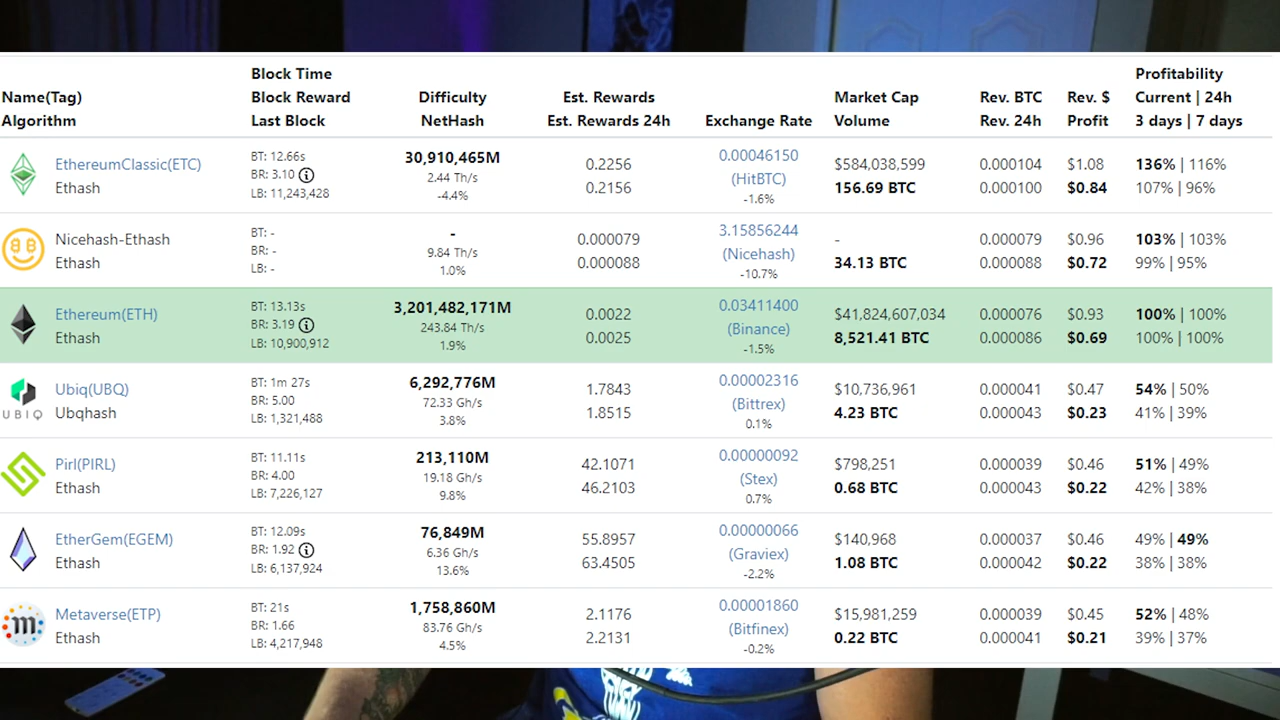 Name(Tag)
Algorithm
Block Time
Block Reward
Last Block
Difficulty
NetHash
Est. Rewards
Est. Rewards 24h
Exchange Rate
Market Cap
Volume
Rev. BTC
Rev. 24h
Rev. $
Profit
Profitability
Current | 24h
3 days | 7 days
EthereumClassic(ETC)
Ethash
BT: 12.66s
BR: 3.10
LB: 11,243,428
30,910,465M
2.44 Th/s
-4.4%
0.2256
0.2156
0.00046150
(HitBTC)
-1.6%
$584,038,599
156.69 BTC
0.000104
0.000100
$1.08
$0.84
136% | 116%
107% | 96%
Nicehash-Ethash
Ethash
BT: -
BR: -
LB: -
-
9.84 Th/s
1.0%
0.000079
0.000088
3.15856244
(Nicehash)
-10.7%
-
34.13 BTC
0.000079
0.000088
$0.96
$0.72
103% | 103%
99% | 95%
Ethereum(ETH)
Ethash
BT: 13.13s
BR: 3.19
LB: 10,900,912
3,201,482,171M
243.84 Th/s
1.9%
0.0022
0.0025
0.03411400
(Binance)
-1.5%
$41,824,607,034
8,521.41 BTC
0.000076
0.000086
$0.93
$0.69
100% | 100%
100% | 100%
UBIQ
Ubiq(UBQ)
Ubqhash
BT: 1m 27s
BR: 5.00
LB: 1,321,488
6,292,776M
72.33 Gh/s
3.8%
1.7843
1.8515
0.00002316
(Bittrex)
0.1%
$10,736,961
4.23 BTC
0.000041
0.000043
$0.47
$0.23
54% | 50%
41% | 39%
Pirl(PIRL)
Ethash
BT: 11.11s
BR: 4.00
LB: 7,226,127
213,110M
19.18 Gh/s
9.8%
42.1071
46.2103
0.00000092
(Stex)
0.7%
$798,251
0.68 BTC
0.000039
0.000043
$0.46
$0.22
51% | 49%
42% | 38%
EtherGem(EGEM)
Ethash
BT: 12.09s
BR: 1.92
LB: 6,137,924
76,849M
6.36 Gh/s
13.6%
55.8957
63.4505
0.00000066
(Graviex)
-2.2%
$140,968
1.08 BTC
0.000037
0.000042
$0.46
$0.22
49% | 49%
38% | 38%
m
Metaverse(ETP)
Ethash
BT: 21s
BR: 1.66
LB: 4,217,948
1,758,860M
83.76 Gh/s
4.5%
2.1176
2.2131
0.00001860
(Bitfinex)
-0.2%
$15,981,259
0.22 BTC
0.000039
0.000041
$0.45
$0.21
52% | 48%
39% | 37%